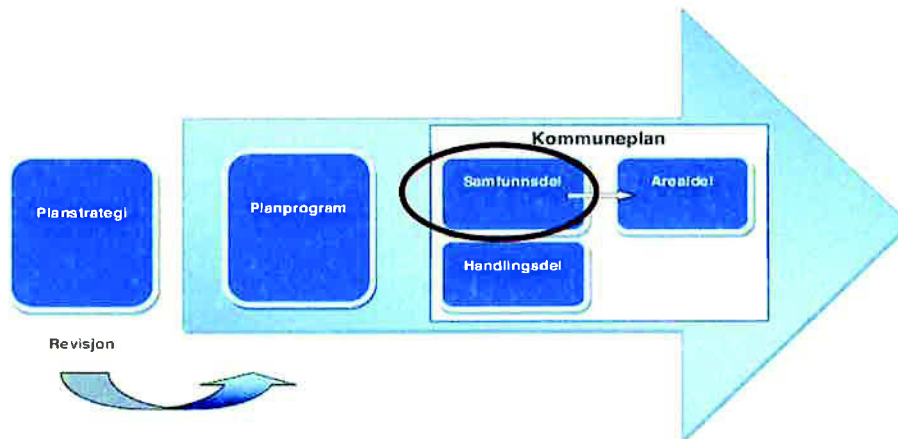 Kommuneplan
Planstrategi
Planprogram
Samfunnsdel
Arealdel
Handlingsdel
Revisjon